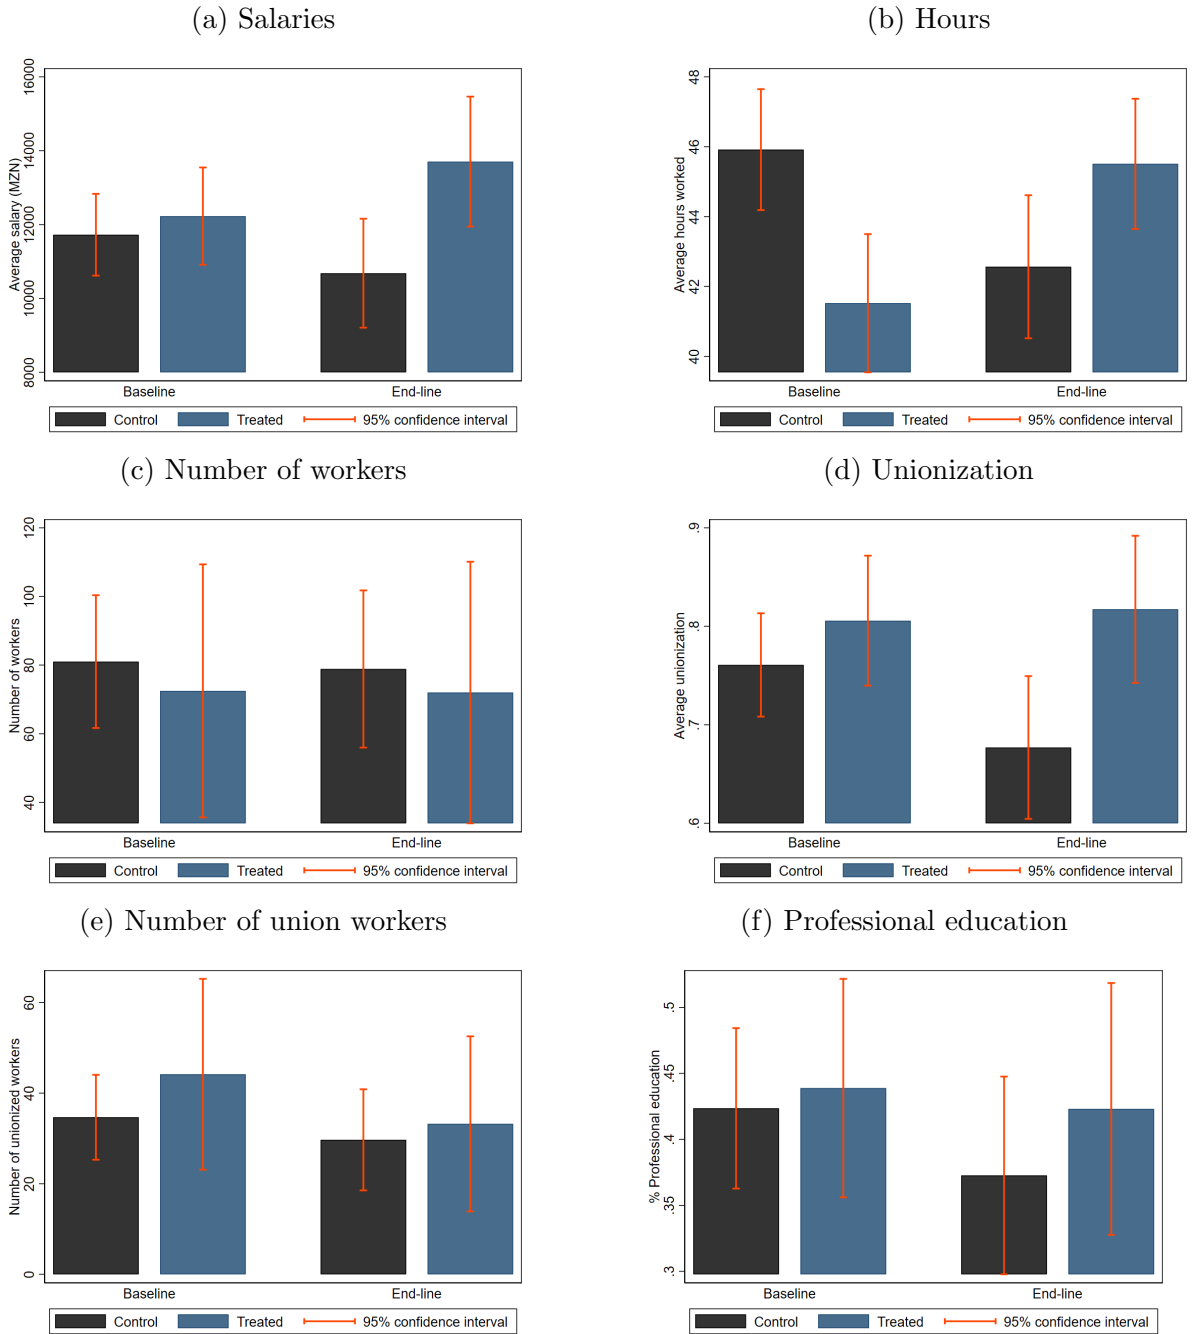 (a) Salaries
Average salary (MZN)
16000
14000
12000
10000
8000
Baseline
End-line
Control
Treated
95% confidence interval
(b) Hours
Average hours worked
48
46
44
42
40
Baseline
End-line
Control
Treated
95% confidence interval
(c) Number of workers
Number of workers
120
100
80
60
40
Baseline
End-line
Control
Treated
95% confidence interval
(d) Unionization
Average unionization
.9
.8
.7
.6
Baseline
End-line
Control
Treated
95% confidence interval
(e) Number of union workers
Number of unionized workers
60
40
20
0
Baseline
End-line
Control
Treated
95% confidence interval
(f) Professional education
% Professional education
.5
.45
.4
.35
.3
Baseline
End-line
Control
Treated
95% confidence interval